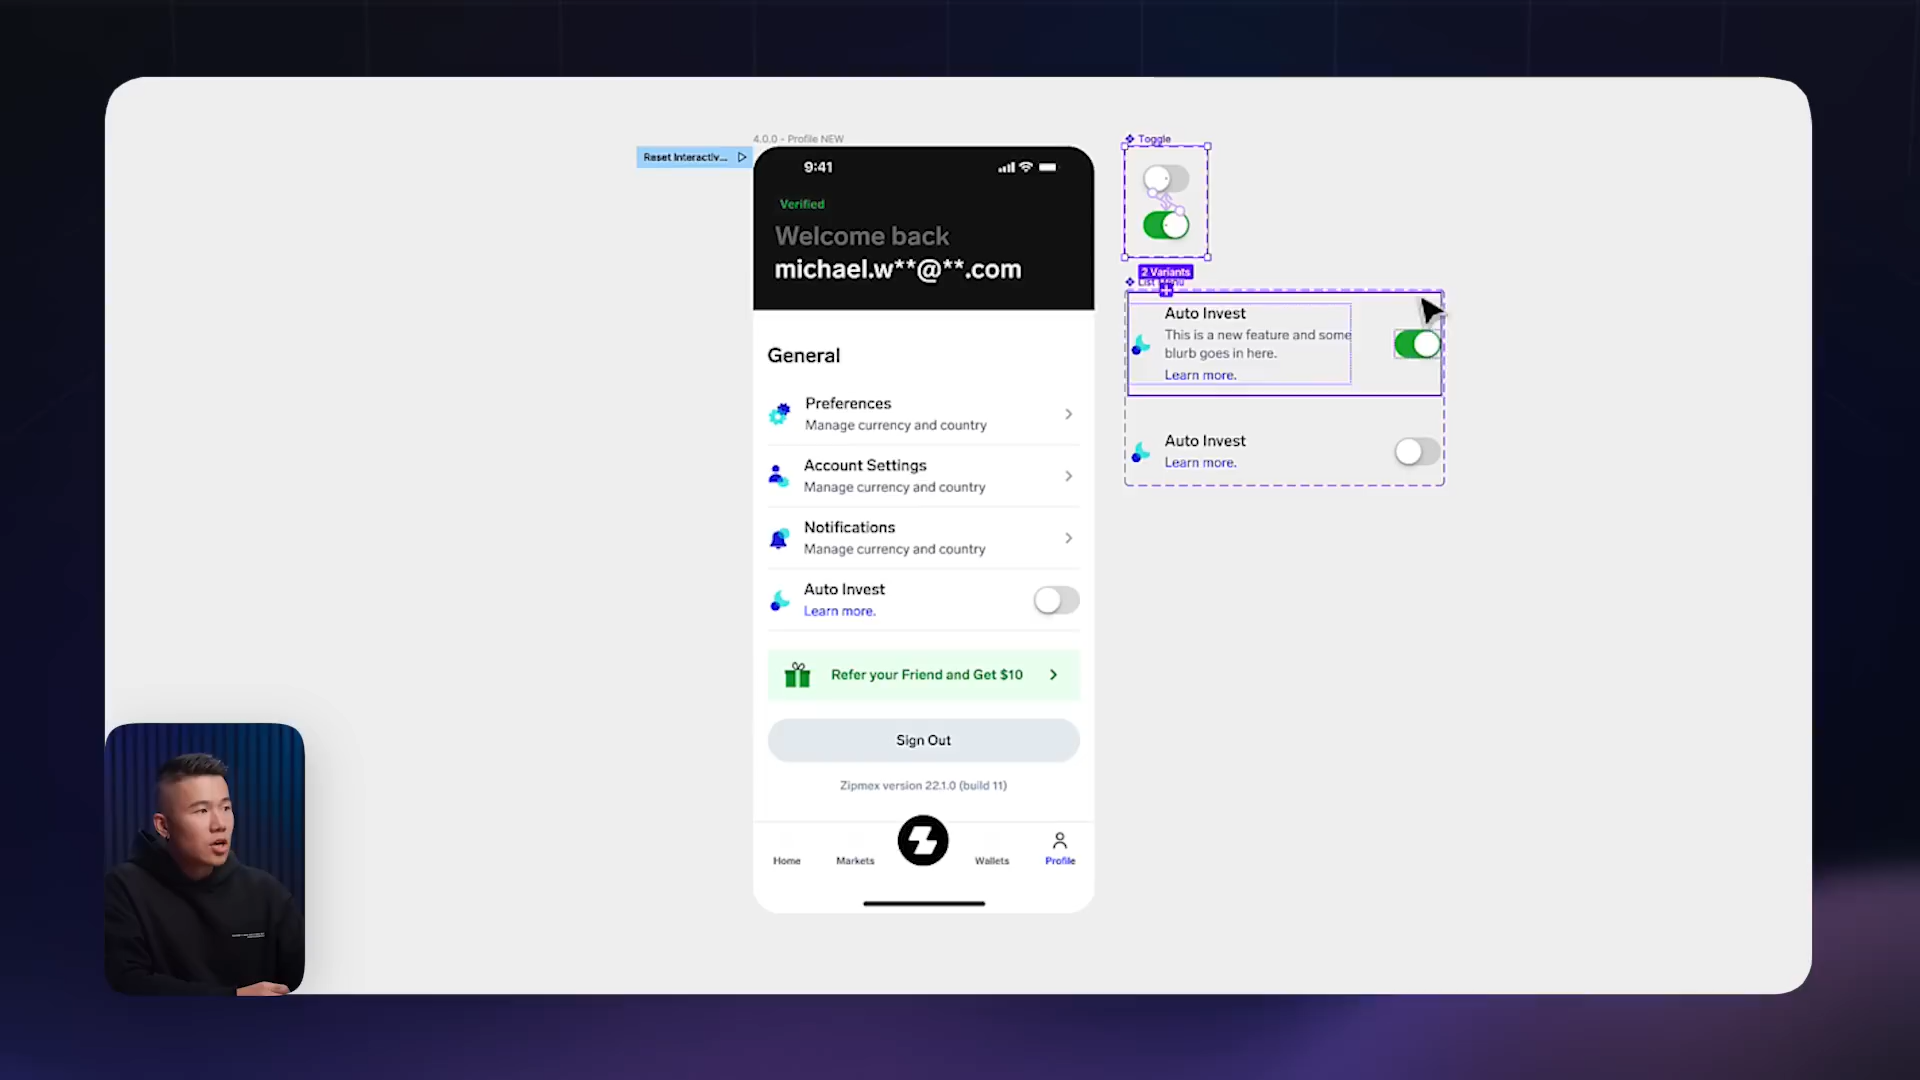 4.0.0 - Profile NEW
Reset Interactiv...
9:41
Verified
Welcome back
michael.w**@**.com
General
Preferences
Manage currency and country
Account Settings
Manage currency and country
Notifications
Manage currency and country
Auto Invest
Learn more.
Refer your Friend and Get $10
Sign Out
Zipmex version 22.1.0 (build 11)
Home
Markets
Wallets
Profile
Toggle
2 Variants
List Menu
Auto Invest
This is a new feature and some
blurb goes in here.
Learn more.
Auto Invest
Learn more.